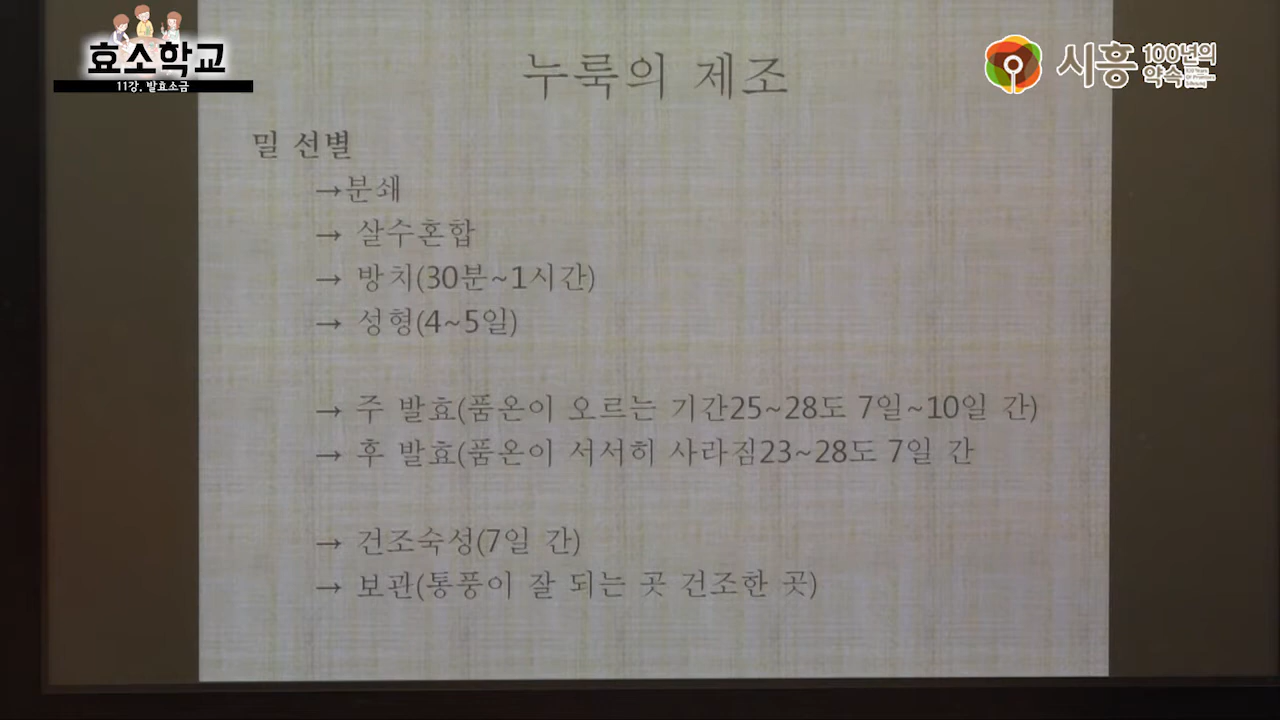 효소학교
11강. 발효소금
시흥 100년의 약속
누룩의 제조
밀 선별
→분쇄
→ 살수혼합
→ 방치(30분~1시간)
→ 성형(4~5일)
→ 주 발효(품온이 오르는 기간25~28도 7일~10일 간)
→ 후 발효(품온이 서서히 사라짐23~28도 7일 간
→ 건조숙성(7일 간)
→ 보관(통풍이 잘 되는 곳 건조한 곳)